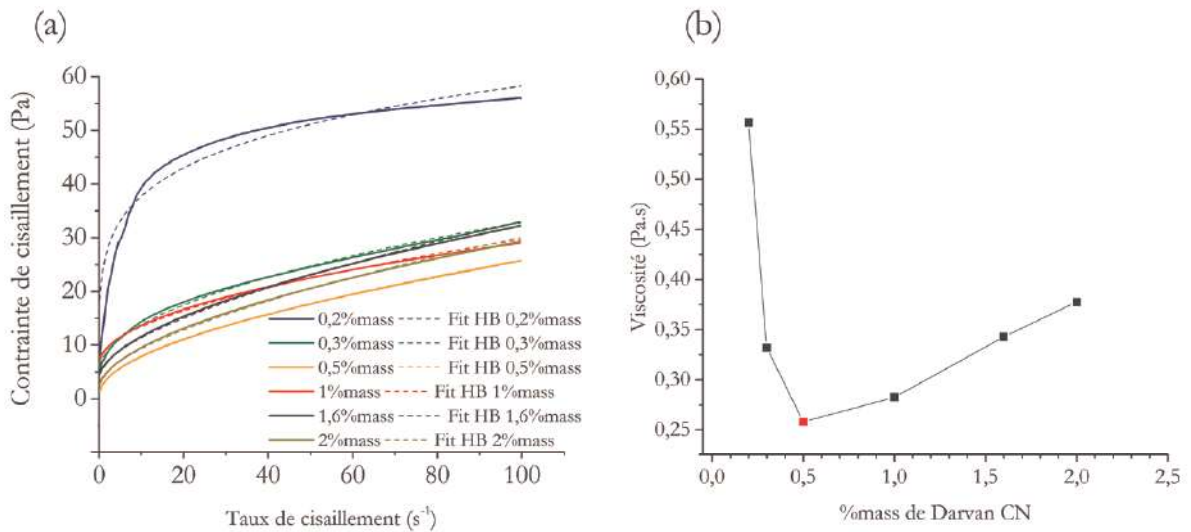 (a)
Contrainte de cisaillement (Pa)
60
50
40
30
20
10
0
0,2%mass Fit HB 0,2%mass
0,3%mass Fit HB 0,3%mass
0,5%mass Fit HB 0,5%mass
1%mass Fit HB 1%mass
1,6%mass Fit HB 1,6%mass
2%mass Fit HB 2%mass
0 20 40 60 80 100
Taux de cisaillement (s⁻¹)
(b)
Viscosité (Pa.s)
0,60
0,55
0,50
0,45
0,40
0,35
0,30
0,25
0,0 0,5 1,0 1,5 2,0 2,5
%mass de Darvan CN